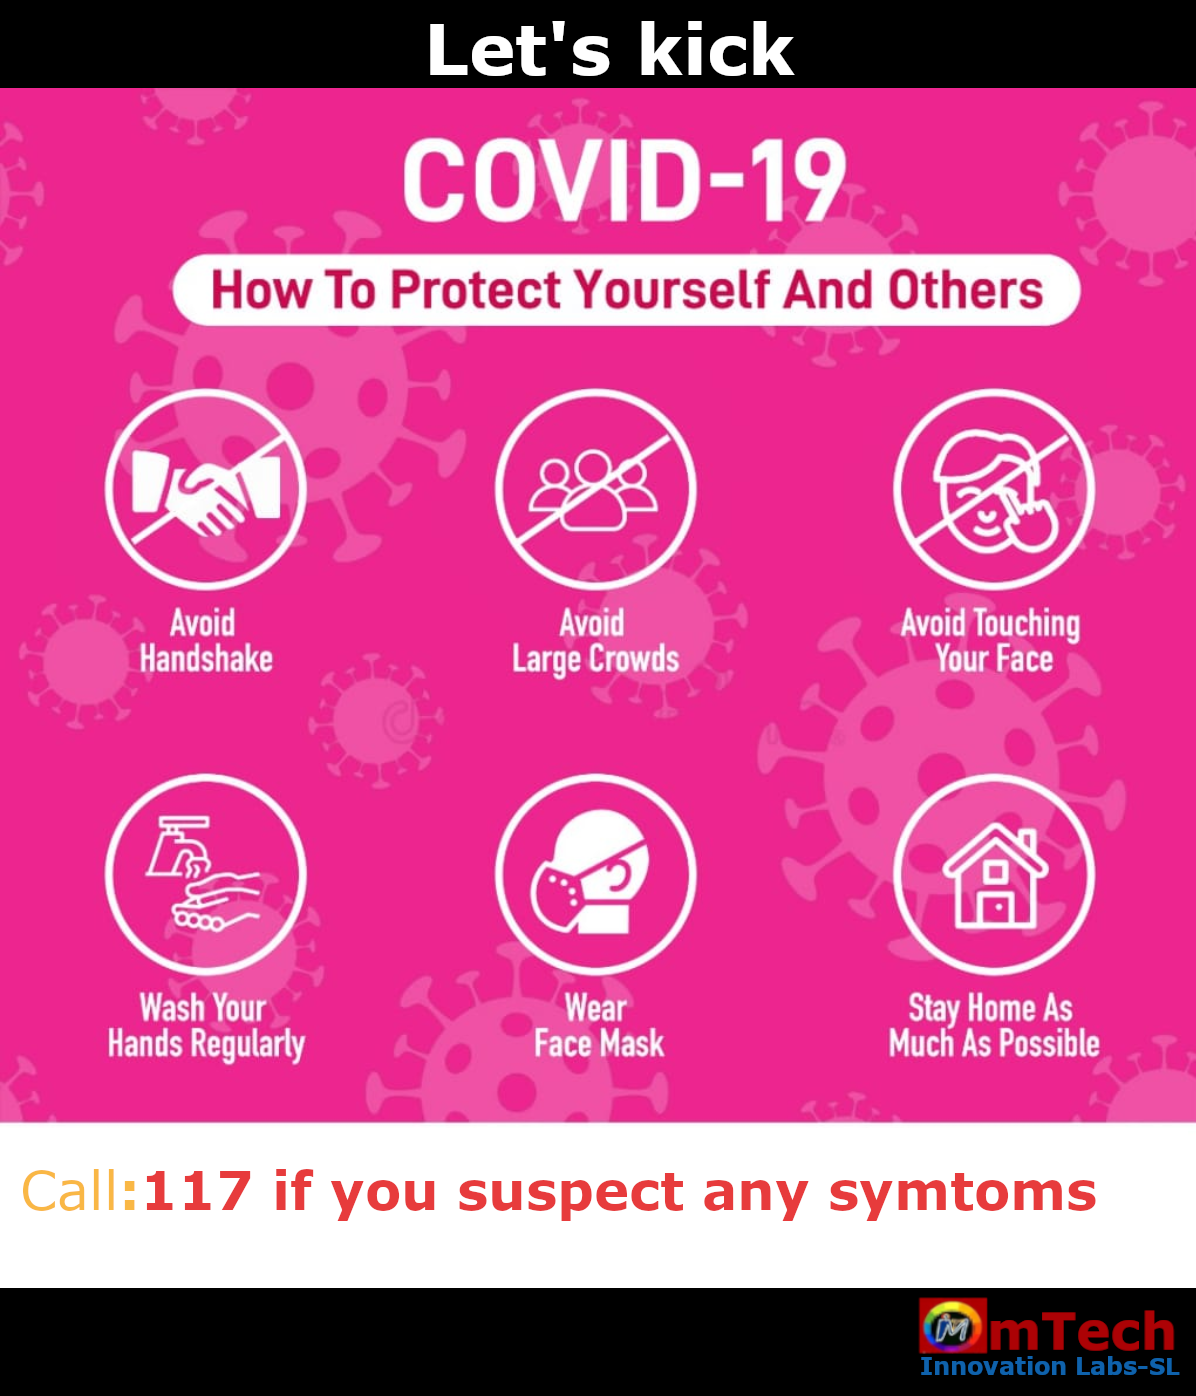 Let's kick
COVID-19
How To Protect Yourself And Others
Avoid
Handshake
Avoid
Large Crowds
Avoid Touching
Your Face
Wash Your
Hands Regularly
Wear
Face Mask
Stay Home As
Much As Possible
Call:117 if you suspect any symtoms
mTech
Innovation Labs-SL